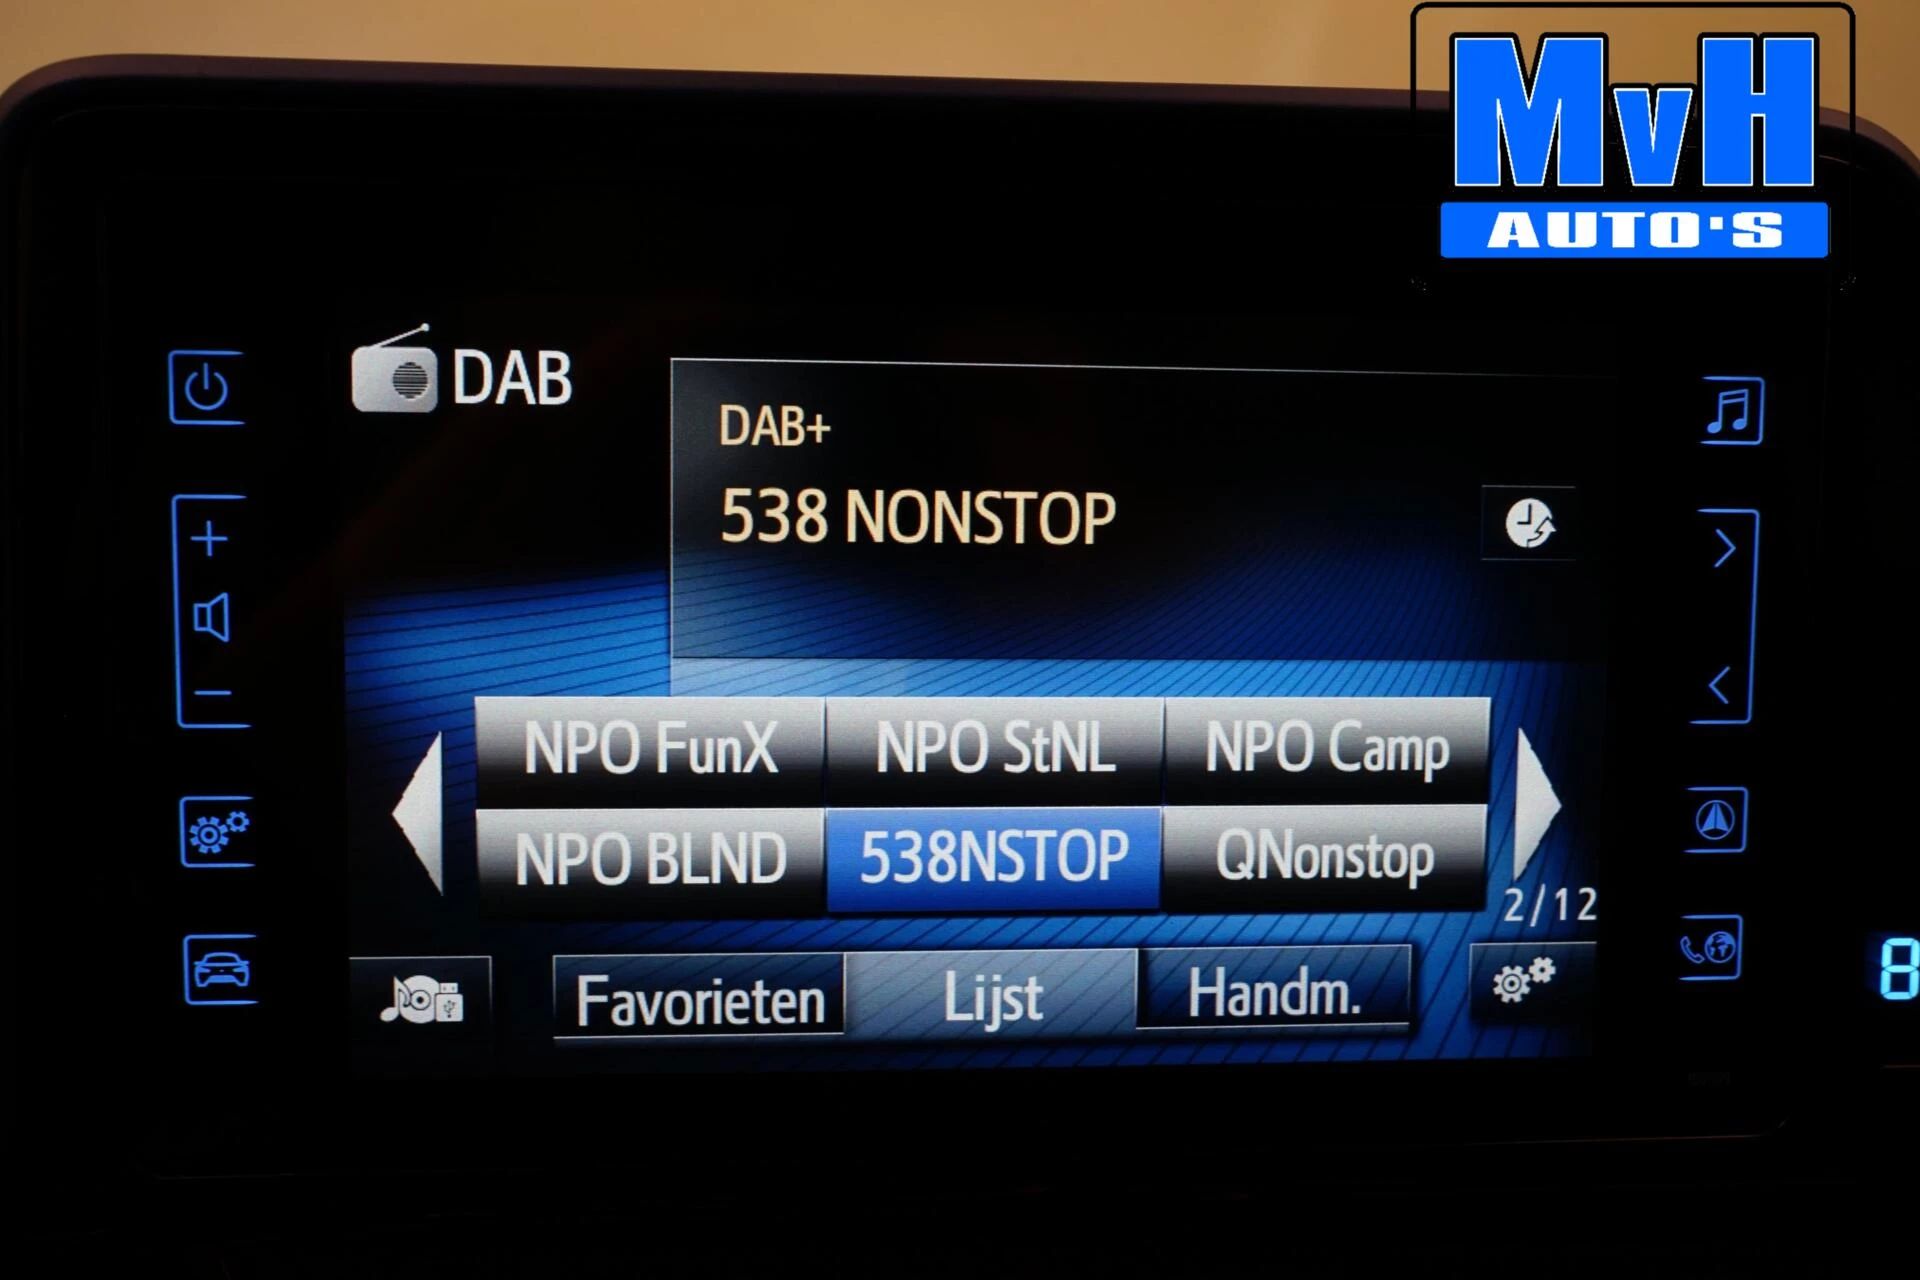 MvH
AUTO'S
DAB
DAB+
538 NONSTOP
NPO FunX
NPO StNL
NPO Camp
NPO BLND
538NSTOP
QNonstop
2/12
Favorieten
Lijst
Handm.
8